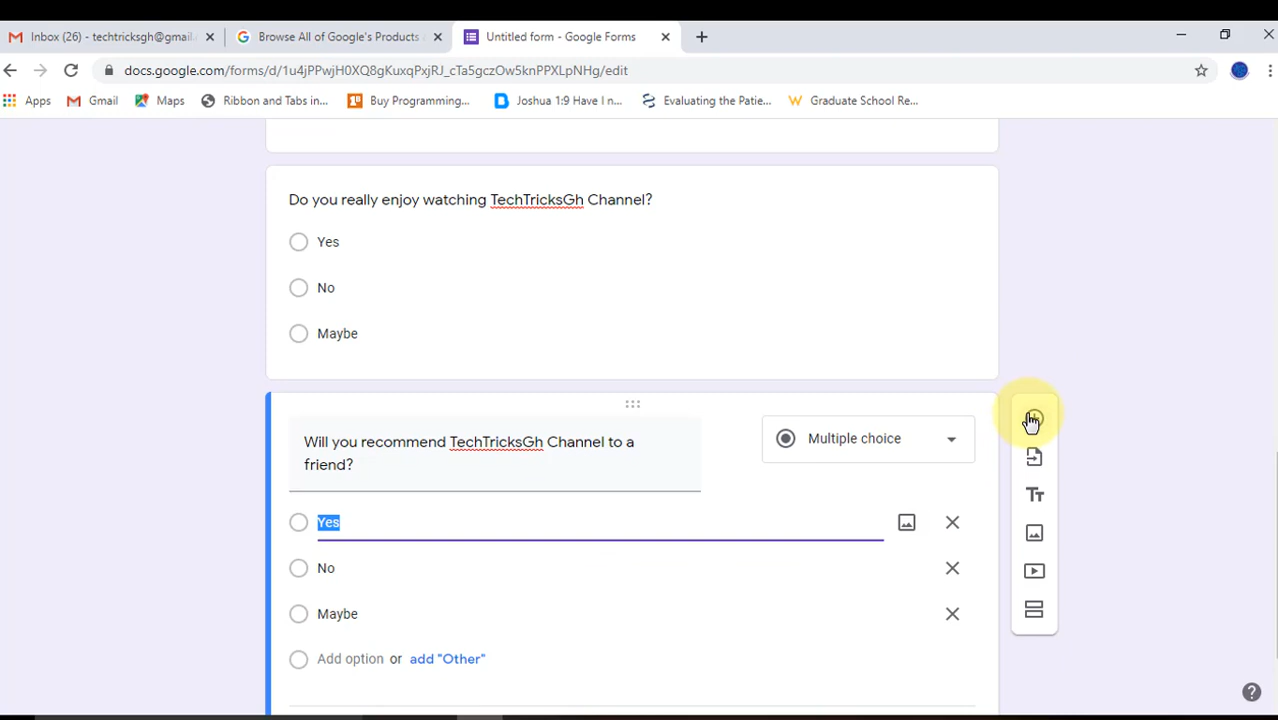 Inbox (26) - techtricksgh@gmail.
Browse All of Google's Products
Untitled form - Google Forms
docs.google.com/forms/d/1u4jPPwjH0XQ8gKuxqPxjRJ_cTa5gczOw5knPPXLpNHg/edit
Apps
Gmail
Maps
Ribbon and Tabs in...
Buy Programming...
Joshua 1:9 Have I n...
Evaluating the Patie...
Graduate School Re...
Do you really enjoy watching TechTricksGh Channel?
Yes
No
Maybe
Will you recommend TechTricksGh Channel to a
friend?
Multiple choice
Yes
No
Maybe
Add option or add "Other"